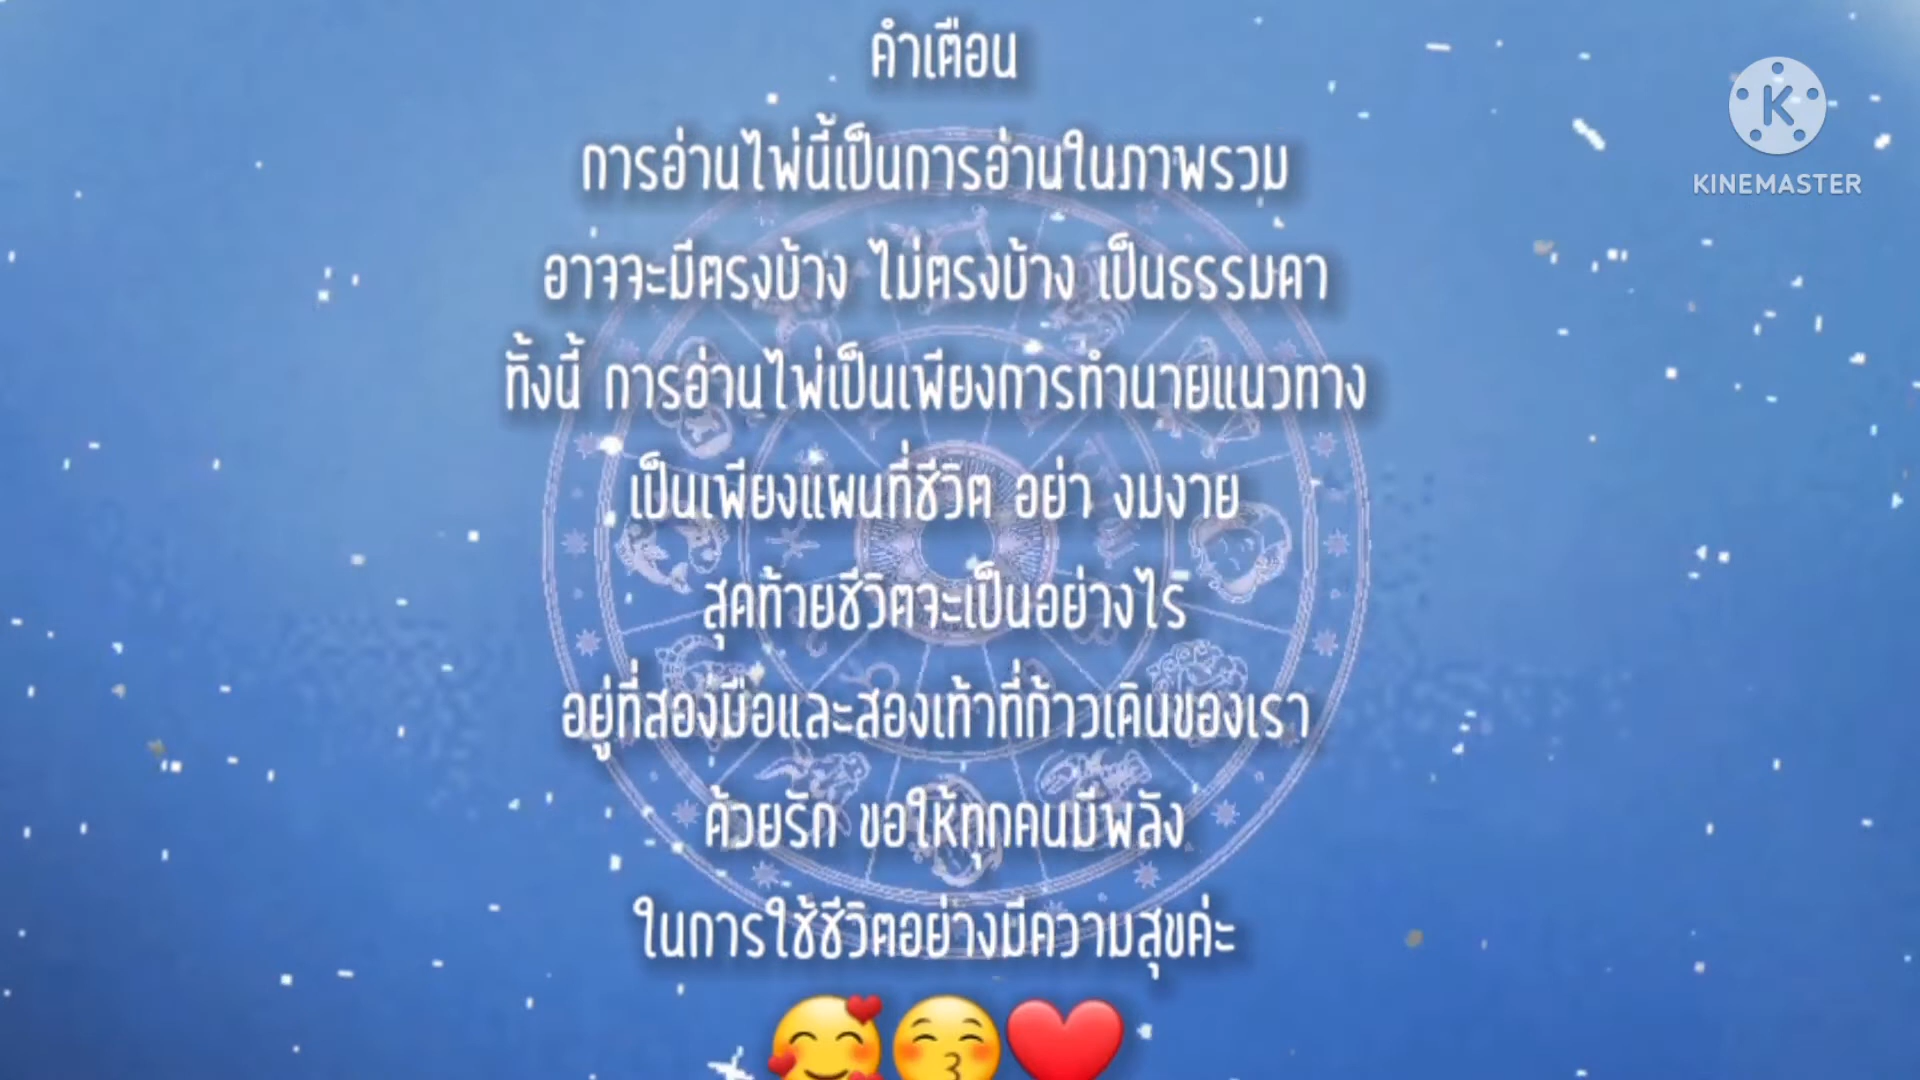 คำเตือน
การอ่านไพ่นี้เป็นการอ่านในภาพรวม
อาจจะมีตรงบ้าง ไม่ตรงบ้าง เป็นธรรมดา
ทั้งนี้ การอ่านไพ่เป็นเพียงการทำนายแนวทาง
เป็นเพียงแผนที่ชีวิต อย่า งมงาย
สุดท้ายชีวิตจะเป็นอย่างไร
อยู่ที่สองมือและสองเท้าที่ก้าวเดินของเรา
ด้วยรัก ขอให้ทุกคนมีพลัง
ในการใช้ชีวิตอย่างมีความสุขค่ะ
🥰😚❤️
K
KINEMASTER